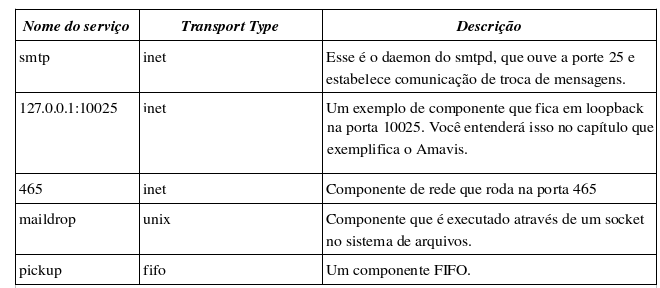 Nome do serviço Transport Type Descrição
smtp inet Esse é o daemon do smtpd, que ouve a porte 25 e
estabelece comunicação de troca de mensagens.
127.0.0.1:10025 inet Um exemplo de componente que fica em loopback
na porta 10025. Você entenderá isso no capítulo que
exemplifica o Amavis.
465 inet Componente de rede que roda na porta 465
maildrop unix Componente que é executado através de um socket
no sistema de arquivos.
pickup fifo Um componente FIFO.